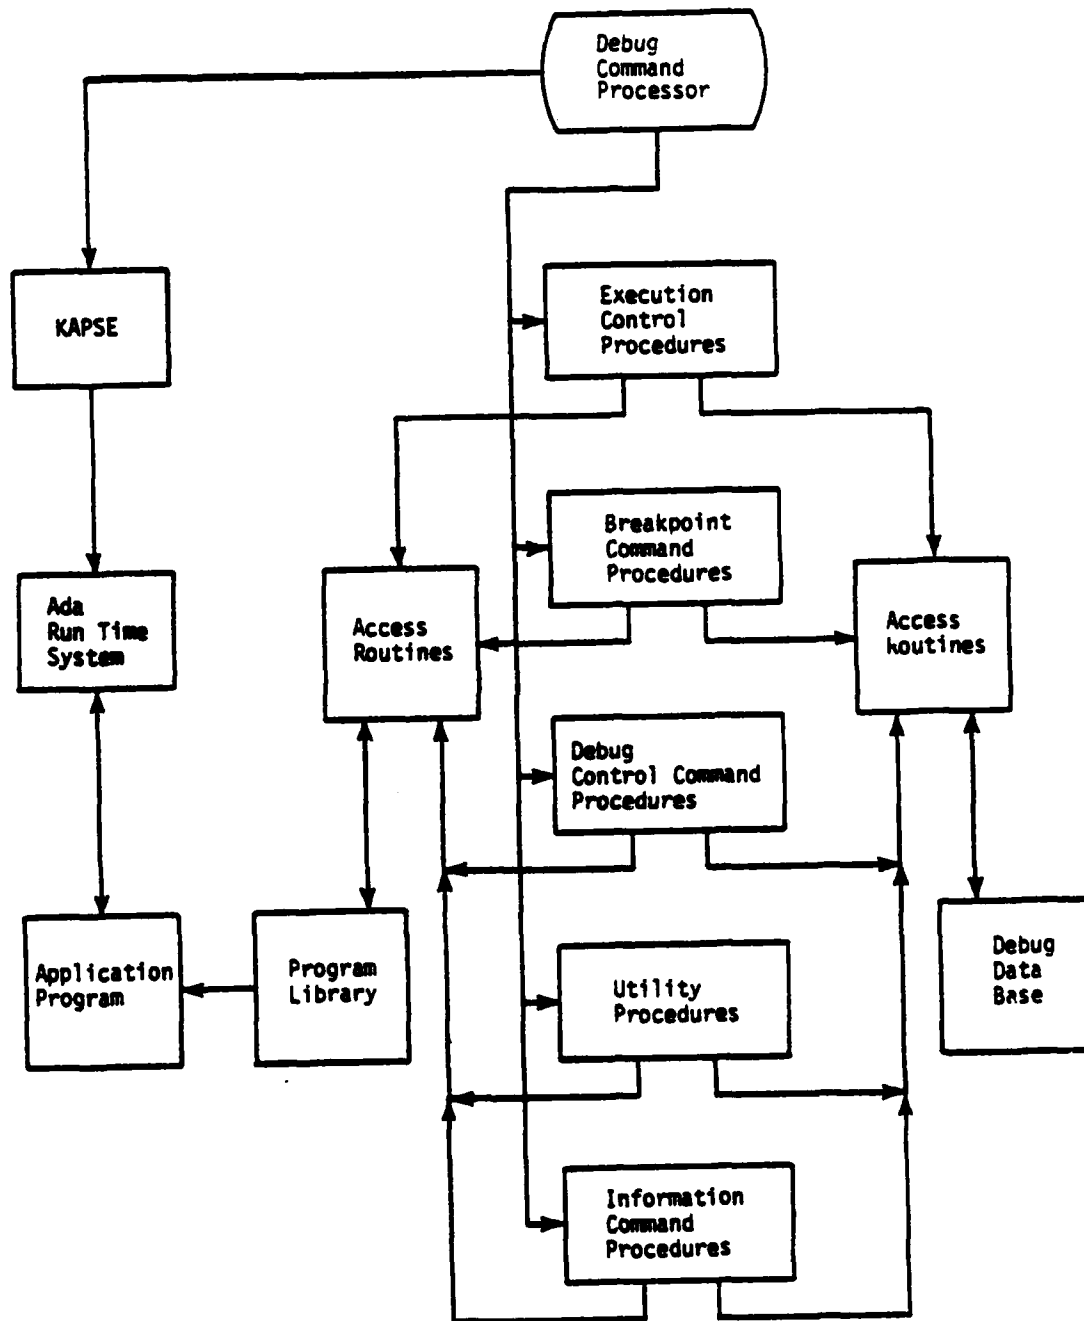 Debug
Command
Processor
KAPSE
Execution
Control
Procedures
Breakpoint
Command
Procedures
Ada
Run Time
System
Access
Routines
Access
Routines
Debug
Control Command
Procedures
Application
Program
Program
Library
Utility
Procedures
Debug
Data
Base
Information
Command
Procedures